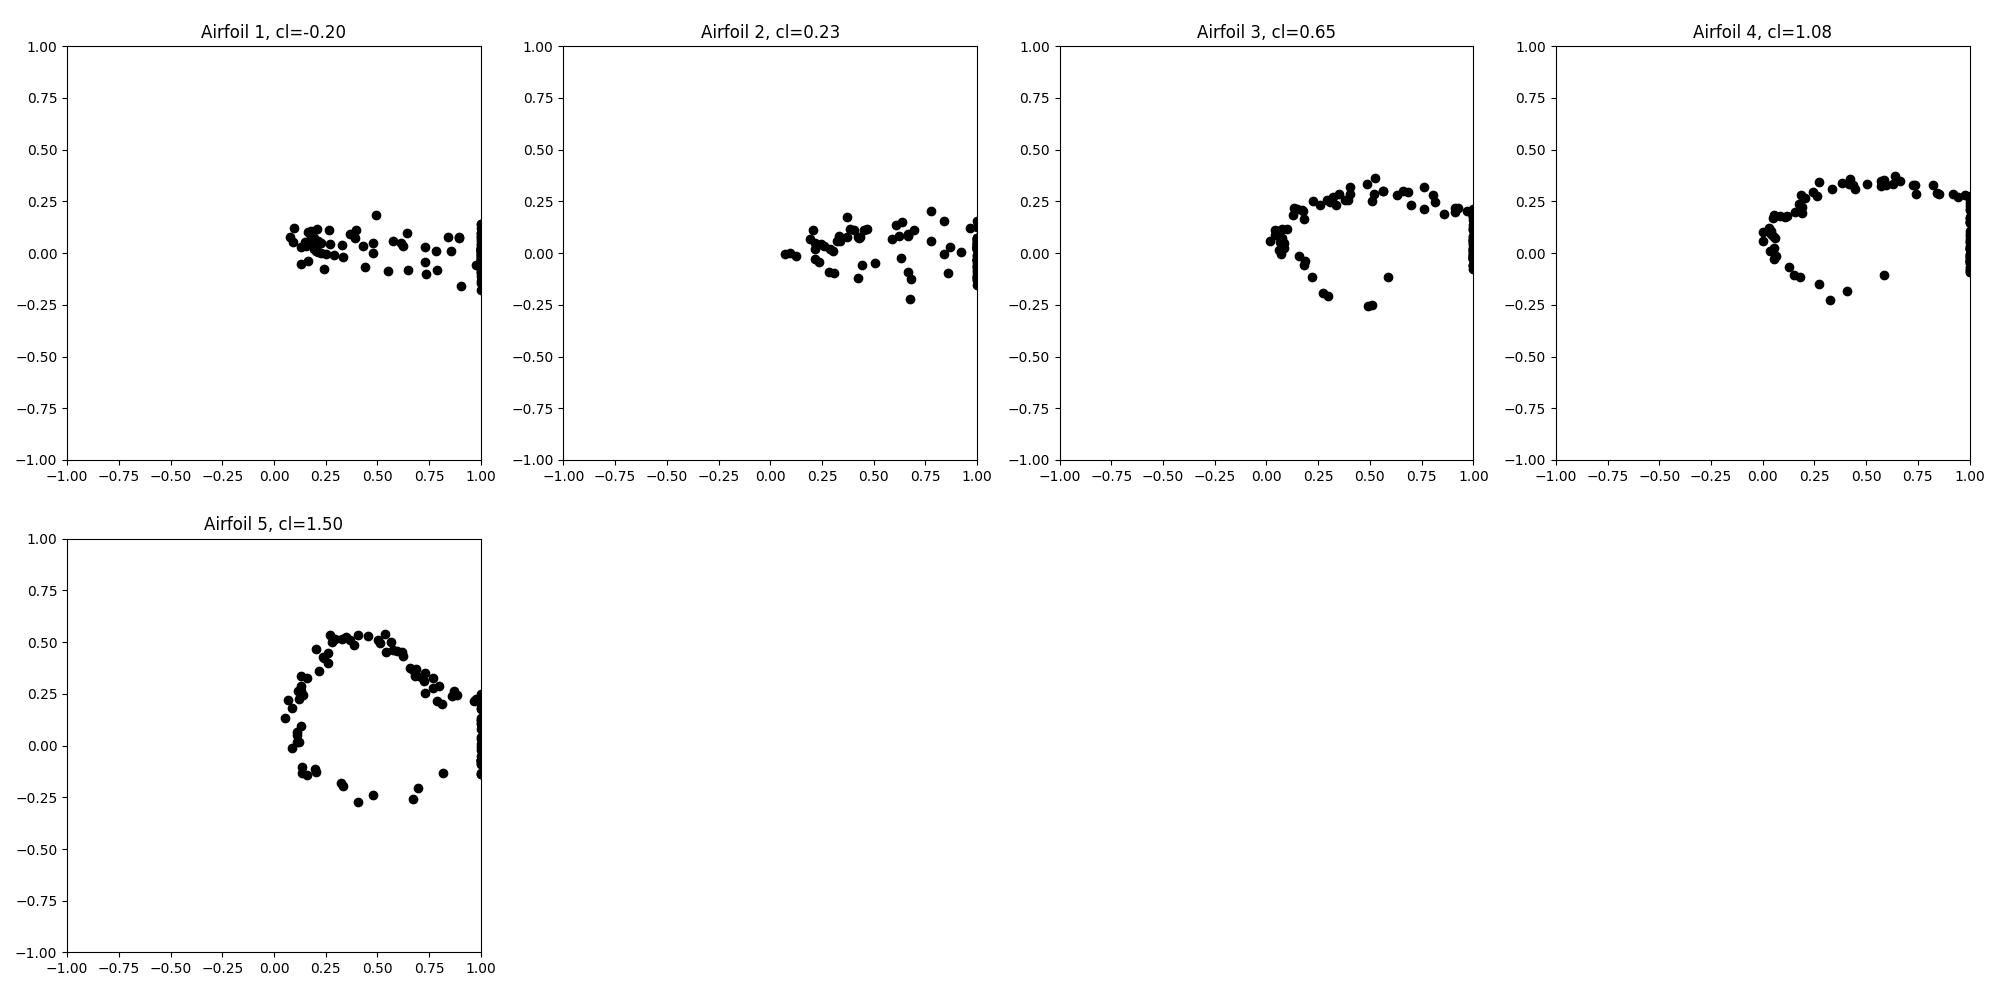 Airfoil 1, cl=-0.20
Airfoil 2, cl=0.23
Airfoil 3, cl=0.65
Airfoil 4, cl=1.08
1.00 1.00 1.00 1.00
0.75 0.75 0.75 0.75
0.50 0.50 0.50 0.50
0.25 0.25 0.25 0.25
0.00 0.00 0.00 0.00
−0.25 −0.25 −0.25 −0.25
−0.50 −0.50 −0.50 −0.50
−0.75 −0.75 −0.75 −0.75
−1.00 −1.00 −1.00 −1.00
−1.00 −0.75 −0.50 −0.25 0.00 0.25 0.50 0.75 1.00
−1.00 −0.75 −0.50 −0.25 0.00 0.25 0.50 0.75 1.00
−1.00 −0.75 −0.50 −0.25 0.00 0.25 0.50 0.75 1.00
−1.00 −0.75 −0.50 −0.25 0.00 0.25 0.50 0.75 1.00
Airfoil 5, cl=1.50
1.00
0.75
0.50
0.25
0.00
−0.25
−0.50
−0.75
−1.00
−1.00 −0.75 −0.50 −0.25 0.00 0.25 0.50 0.75 1.00